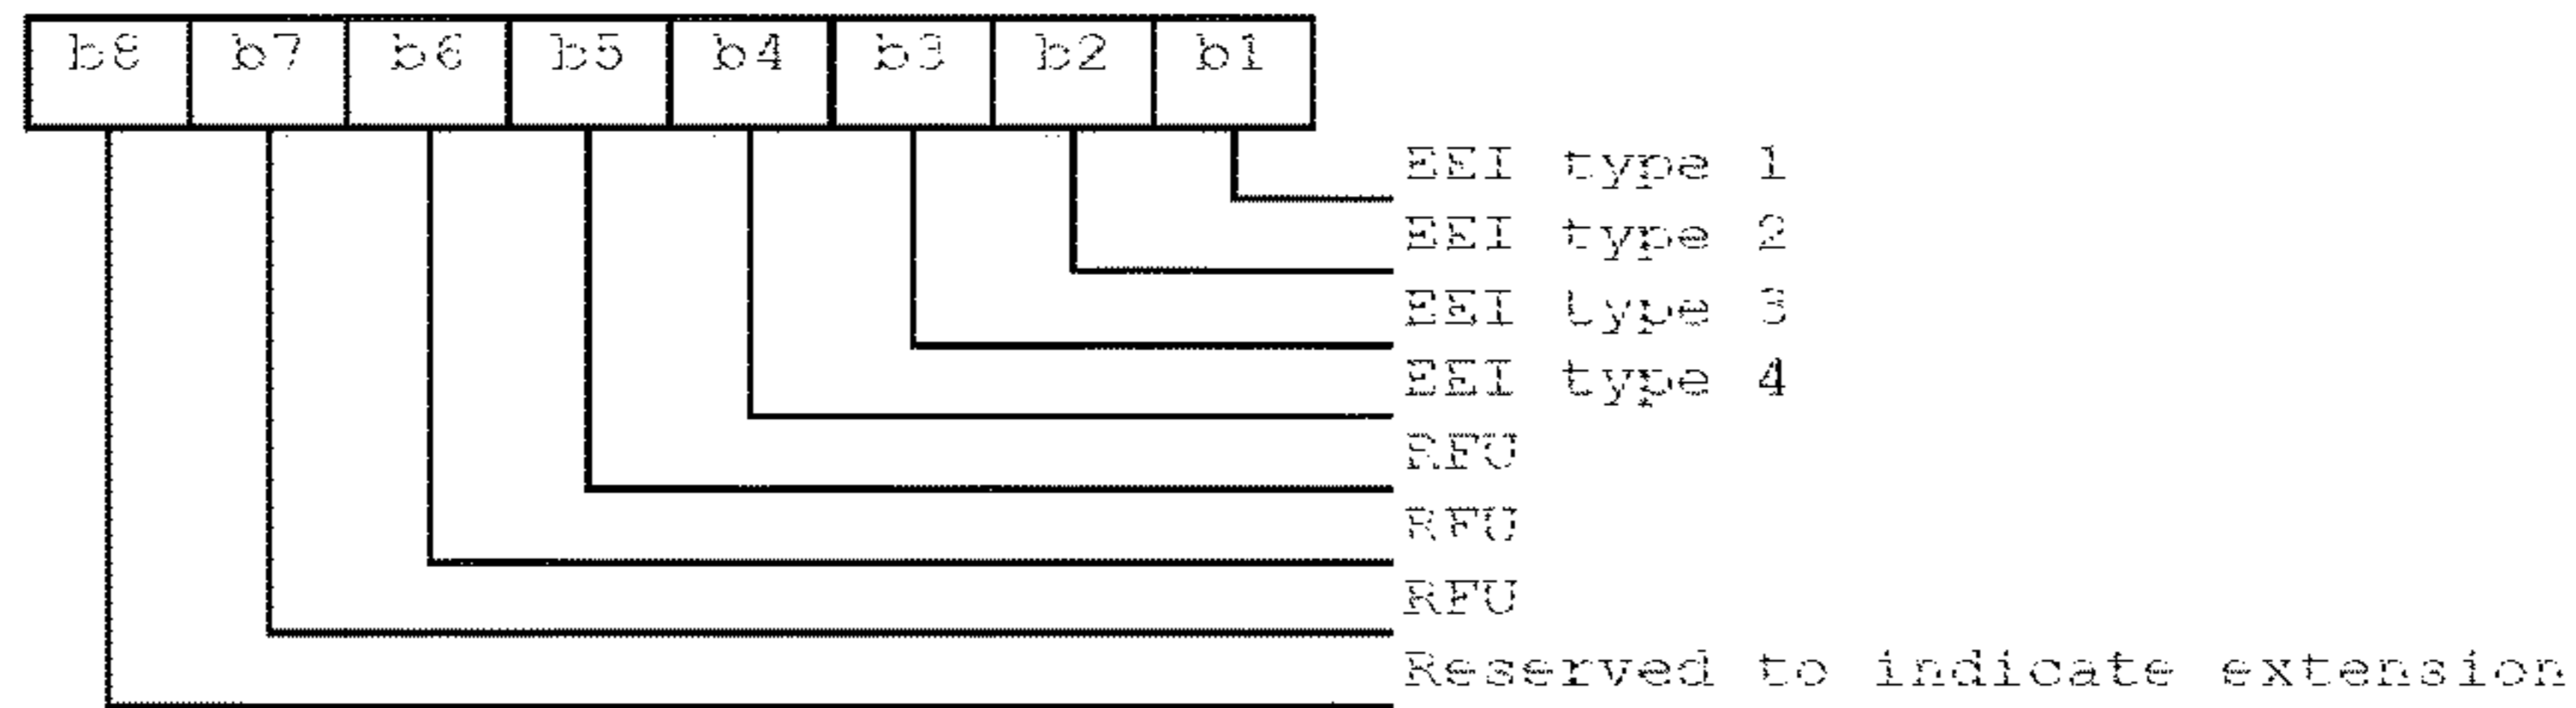 b8 b7 b6 b5 b4 b3 b2 b1
EEI type 1
EEI type 2
EEI type 3
EEI type 4
RFU
RFU
RFU
Reserved to indicate extension